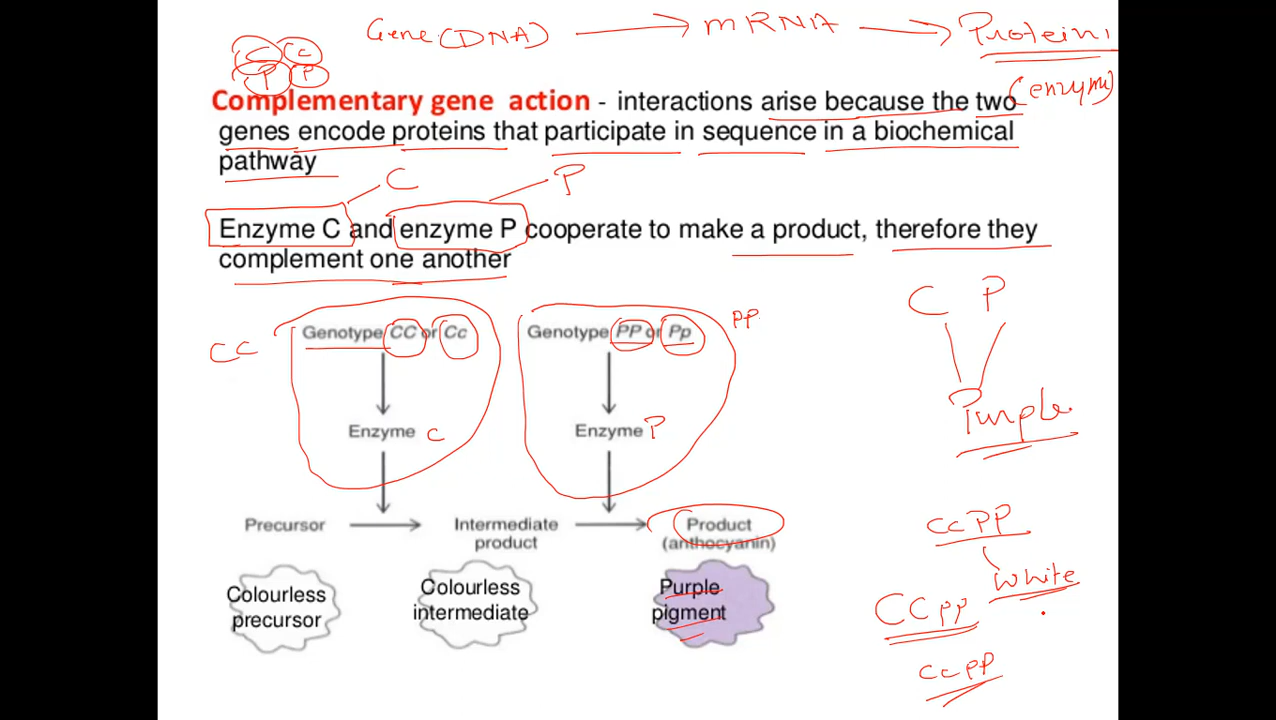 Gene (DNA) → mRNA → Protein
C C
P P
(enzyme)
Complementary gene action - interactions arise because the two
genes encode proteins that participate in sequence in a biochemical
pathway
C P
Enzyme C and enzyme P cooperate to make a product, therefore they
complement one another
C P
Genotype CC or Cc
Genotype PP or Pp
PP
CC
Purple
Enzyme C
Enzyme P
Precursor
Intermediate
product
Product
(anthocyanin)
ccPP
White
Colourless
precursor
Colourless
intermediate
Purple
pigment
CCpp
ccpp